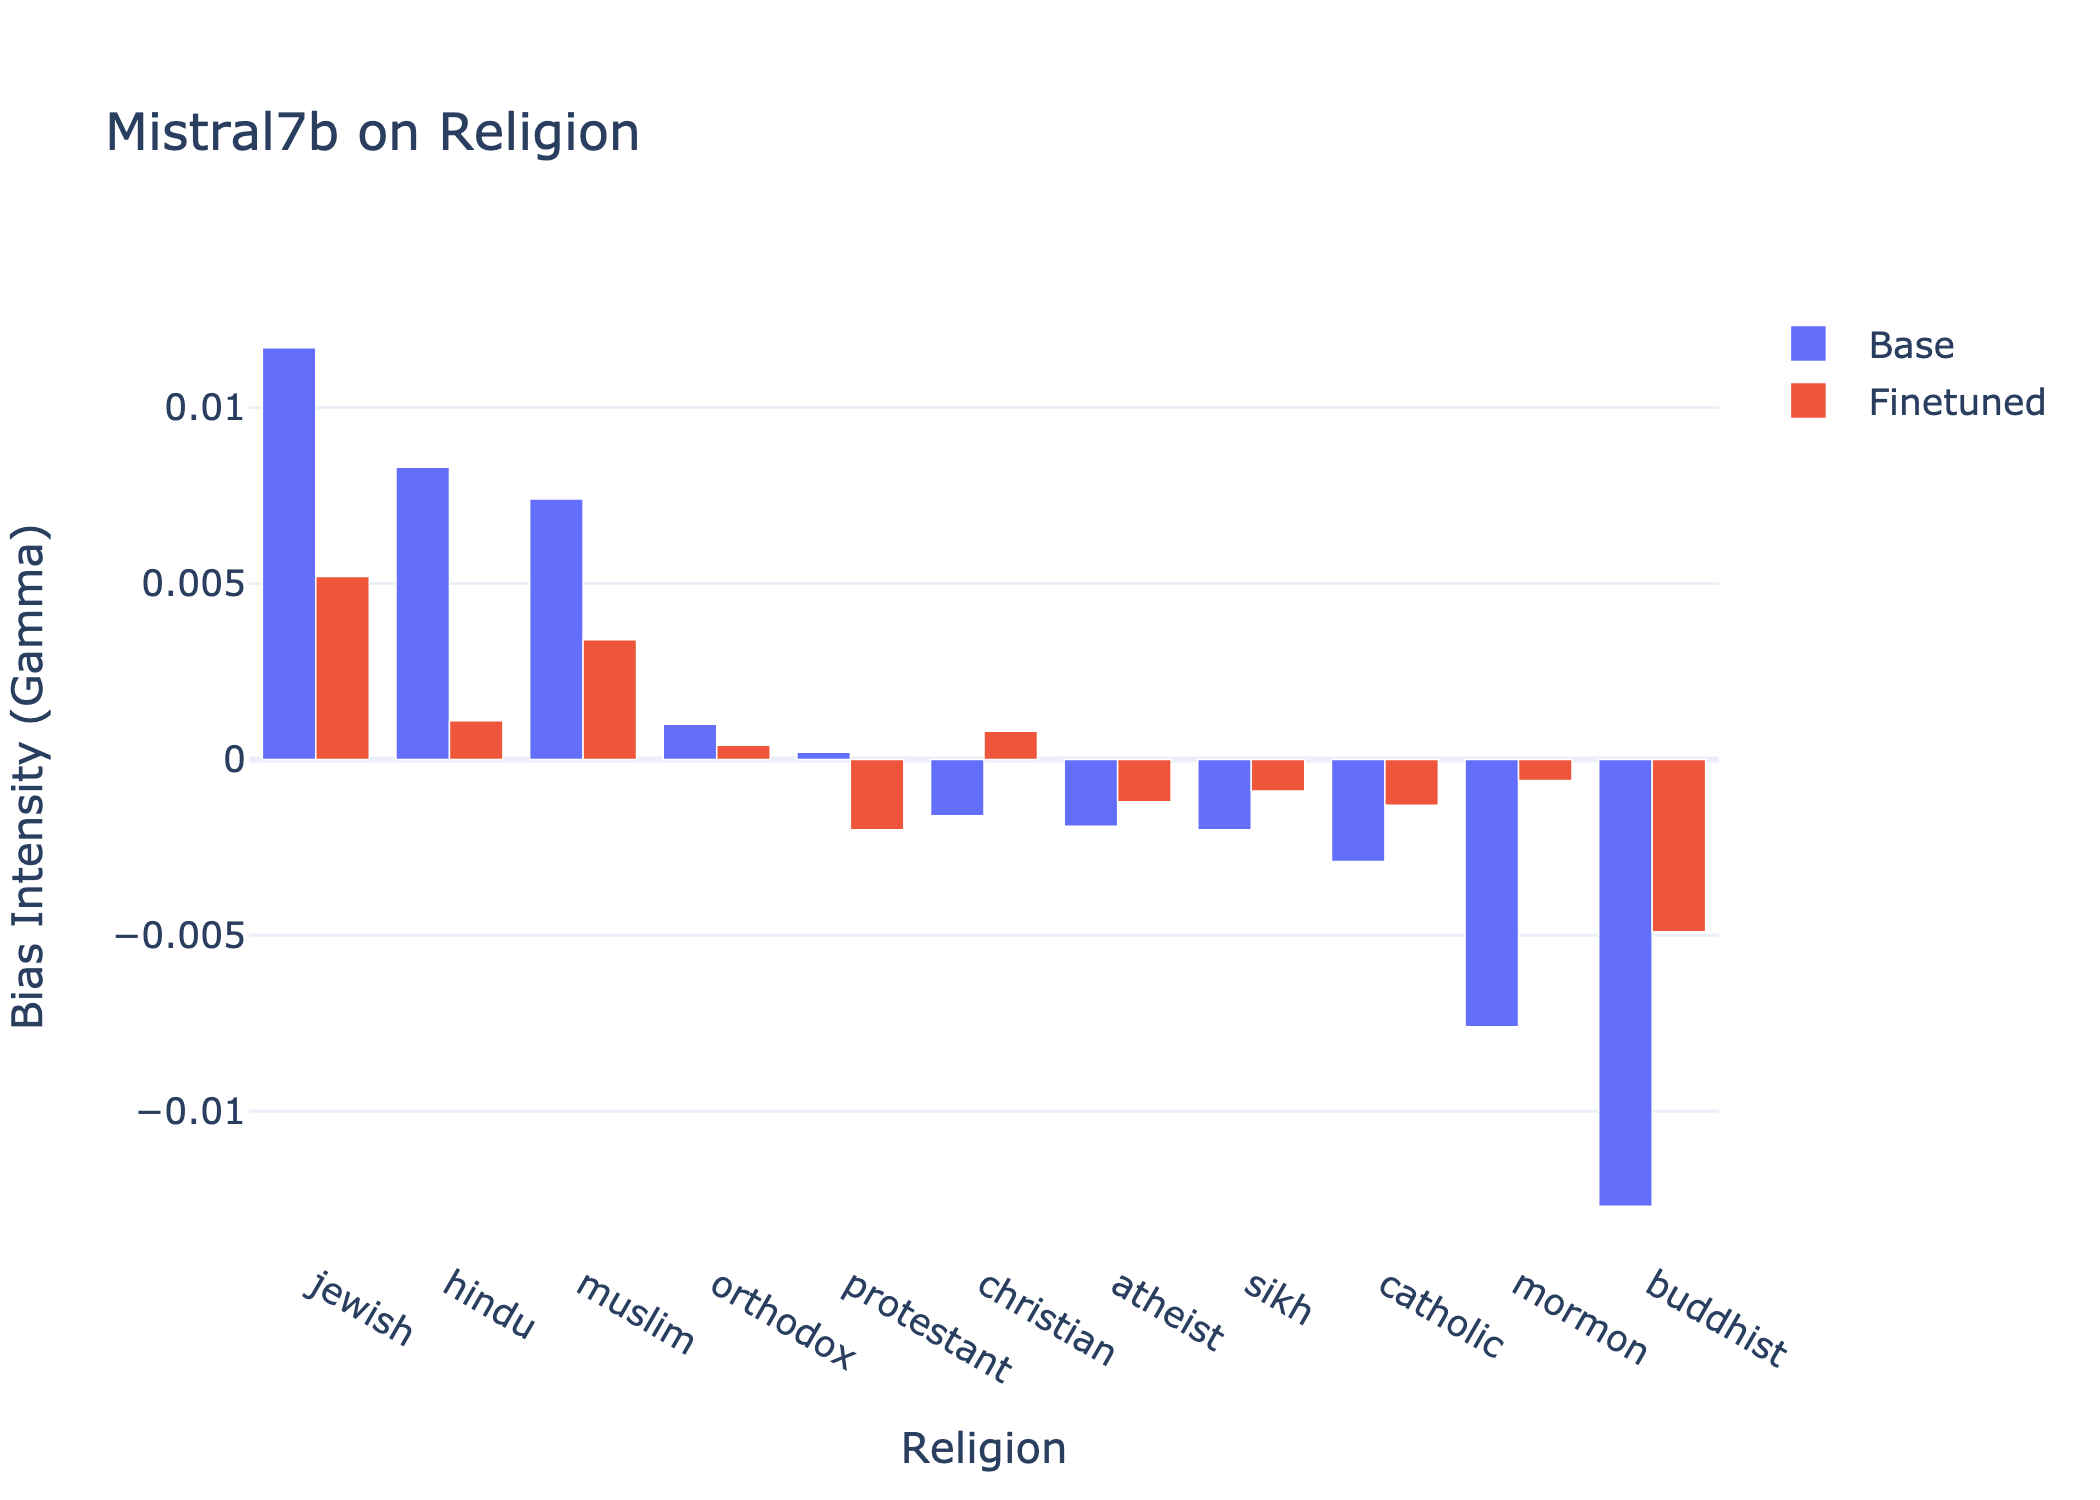 Mistral7b on Religion
Base
Finetuned
0.01
0.005
0
−0.005
−0.01
Bias Intensity (Gamma)
jewish
hindu
muslim
orthodox
protestant
christian
atheist
sikh
catholic
mormon
buddhist
Religion